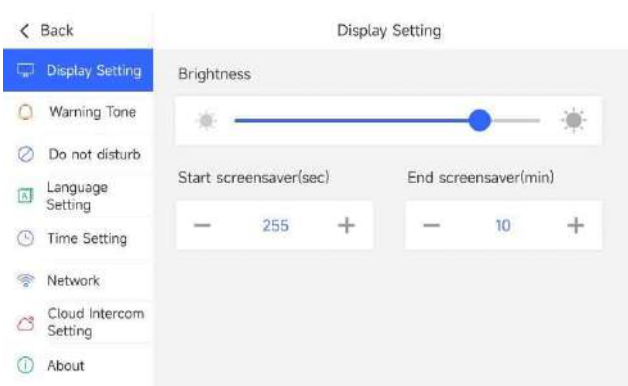 Back
Display Setting
Display Setting
Warning Tone
Do not disturb
Language
Setting
Time Setting
Network
Cloud Intercom
Setting
About
Brightness
Start screensaver(sec)
End screensaver(min)
255
10